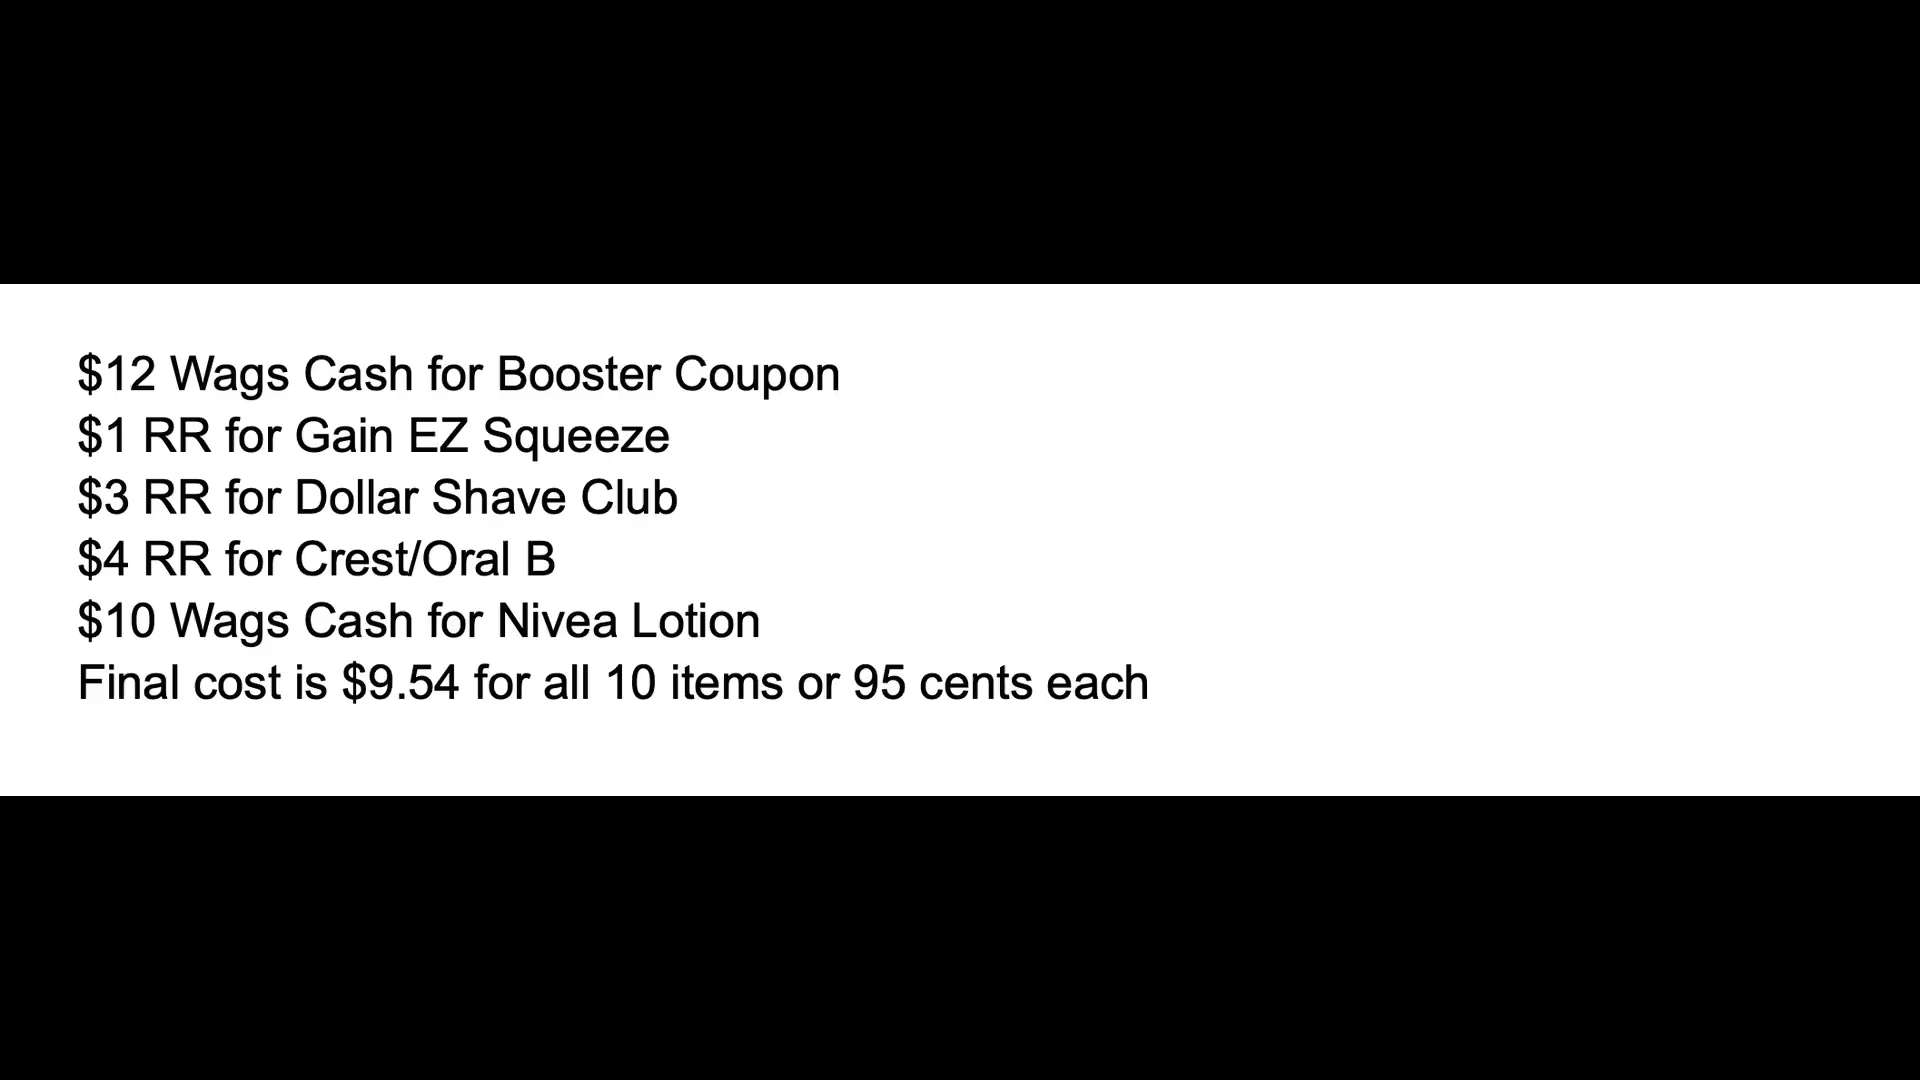 $12 Wags Cash for Booster Coupon
$1 RR for Gain EZ Squeeze
$3 RR for Dollar Shave Club
$4 RR for Crest/Oral B
$10 Wags Cash for Nivea Lotion
Final cost is $9.54 for all 10 items or 95 cents each